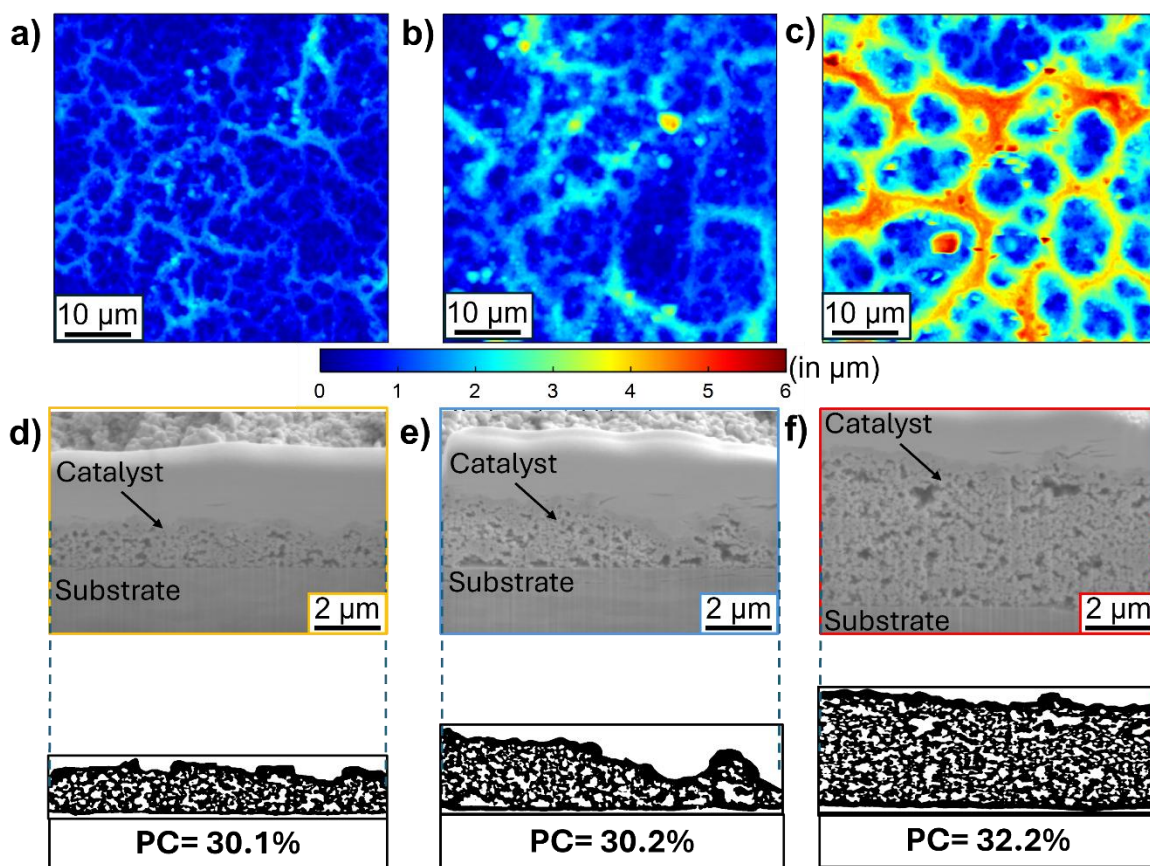 a)
b)
c)
10 µm
10 µm
10 µm
0 1 2 3 4 5 6
(in µm)
d)
e)
f)
Catalyst
Catalyst
Catalyst
Substrate
Substrate
Substrate
2 µm
2 µm
2 µm
PC= 30.1%
PC= 30.2%
PC= 32.2%